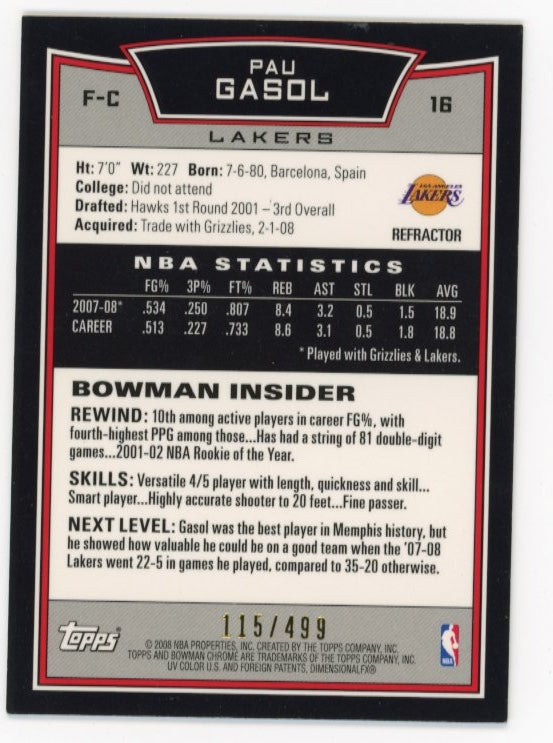 PAU
GASOL
F-C
16
LAKERS
Ht: 7'0" Wt: 227 Born: 7-6-80, Barcelona, Spain
College: Did not attend
Drafted: Hawks 1st Round 2001 – 3rd Overall
Acquired: Trade with Grizzlies, 2-1-08
LOS ANGELES
LAKERS
REFRACTOR
NBA STATISTICS
FG% 3P% FT% REB AST STL BLK AVG
2007-08* .534 .250 .807 8.4 3.2 0.5 1.5 18.9
CAREER .513 .227 .733 8.6 3.1 0.5 1.8 18.8
* Played with Grizzlies & Lakers.
BOWMAN INSIDER
REWIND: 10th among active players in career FG%, with
fourth-highest PPG among those...Has had a string of 81 double-digit
games...2001-02 NBA Rookie of the Year.
SKILLS: Versatile 4/5 player with length, quickness and skill...
Smart player...Highly accurate shooter to 20 feet...Fine passer.
NEXT LEVEL: Gasol was the best player in Memphis history, but
he showed how valuable he could be on a good team when the '07-08
Lakers went 22-5 in games he played, compared to 35-20 otherwise.
115/499
Topps
© 2008 NBA PROPERTIES, INC. CREATED BY THE TOPPS COMPANY, INC.
TOPPS AND BOWMAN CHROME ARE TRADEMARKS OF THE TOPPS COMPANY, INC.
UV COLOR U.S. AND FOREIGN PATENTS, DIMENSIONALFX®
NBA